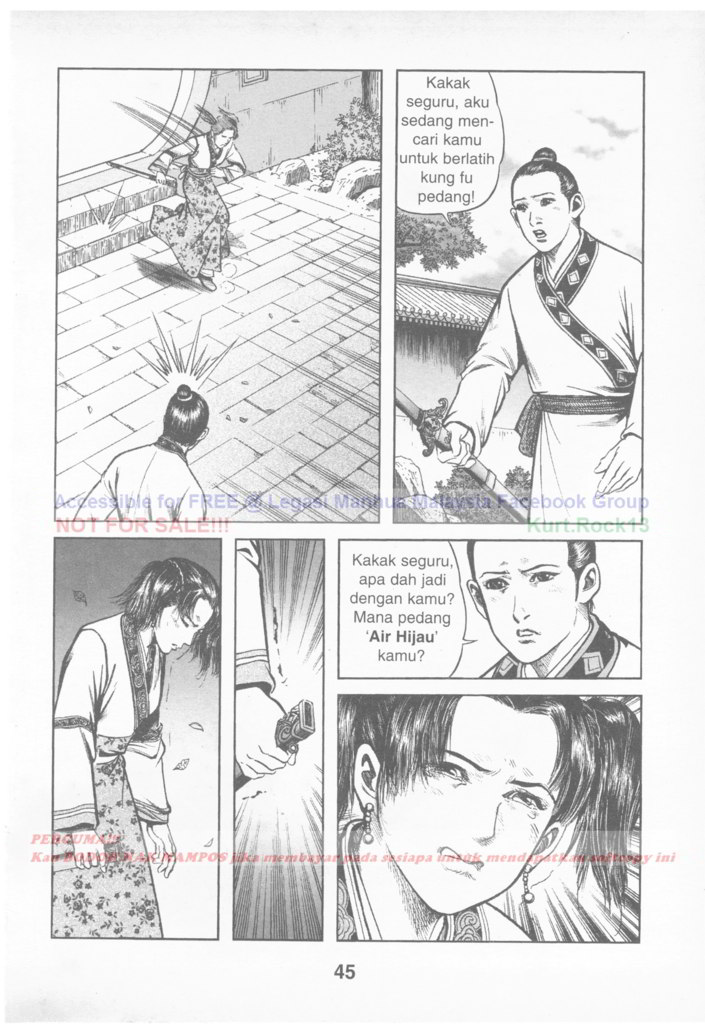 Kakak
seguru, aku
sedang men-
cari kamu
untuk berlatih
kung fu
pedang!
Accessible for FREE @ Legasi Manhua Malaysia Facebook Group
NOT FOR SALE!!!
Kurt.Rock13
Kakak seguru,
apa dah jadi
dengan kamu?
Mana pedang
‘Air Hijau’
kamu?
jika membayar pada sesiapa untuk mendapatkan softcopy ini
45